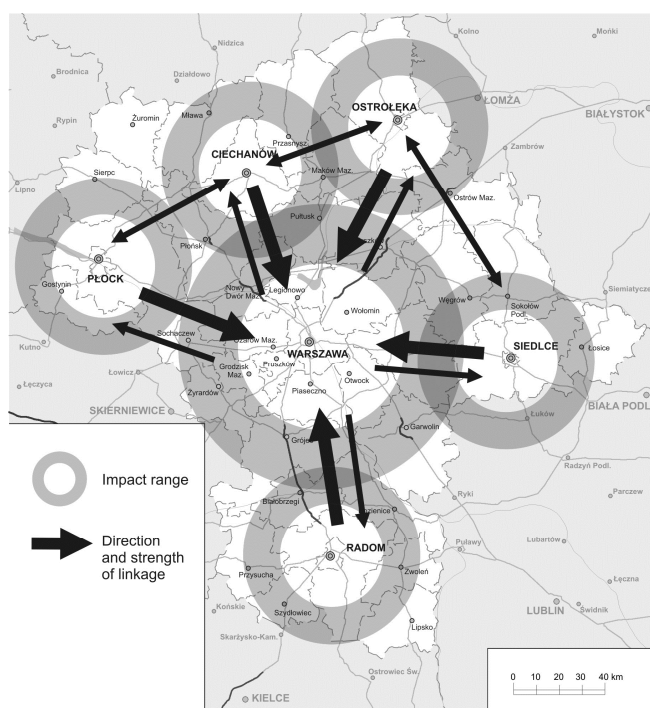 Kolno
Mońki
Nidzica
Brodnica
Działdowo
OSTROŁĘKA
ŁOMŻA
BIAŁYSTOK
Mława
Rypin
Żuromin
Przasnysz
CIECHANÓW
Zambrów
Lipno
Sierpc
Maków Maz.
Ostrów Maz.
Pułtusk
Płońsk
PŁOCK
Gostynin
Nowy
Dwór Maz.
Legionowo
Węgrów
Sokołów
Podl.
Siemiatycze
Wołomin
Sochaczew
Ożarów Maz.
WARSZAWA
SIEDLCE
Łosice
Kutno
Pruszków
Łowicz
Grodzisk
Maz.
Otwock
Łęczyca
Żyrardów
Piaseczno
SKIERNIEWICE
BIAŁA PODL.
Łuków
Garwolin
Grójec
Radzyń Podl.
Impact range
Białobrzegi
Ryki
Parczew
Direction
and strength
of linkage
RADOM
Puławy
Lubartów
Przysucha
Zwoleń
Łęczna
Końskie
Szydłowiec
Lipsko
LUBLIN
Świdnik
Skarżysko-Kam.
Ostrowiec Św.
KIELCE
0 10 20 30 40 km